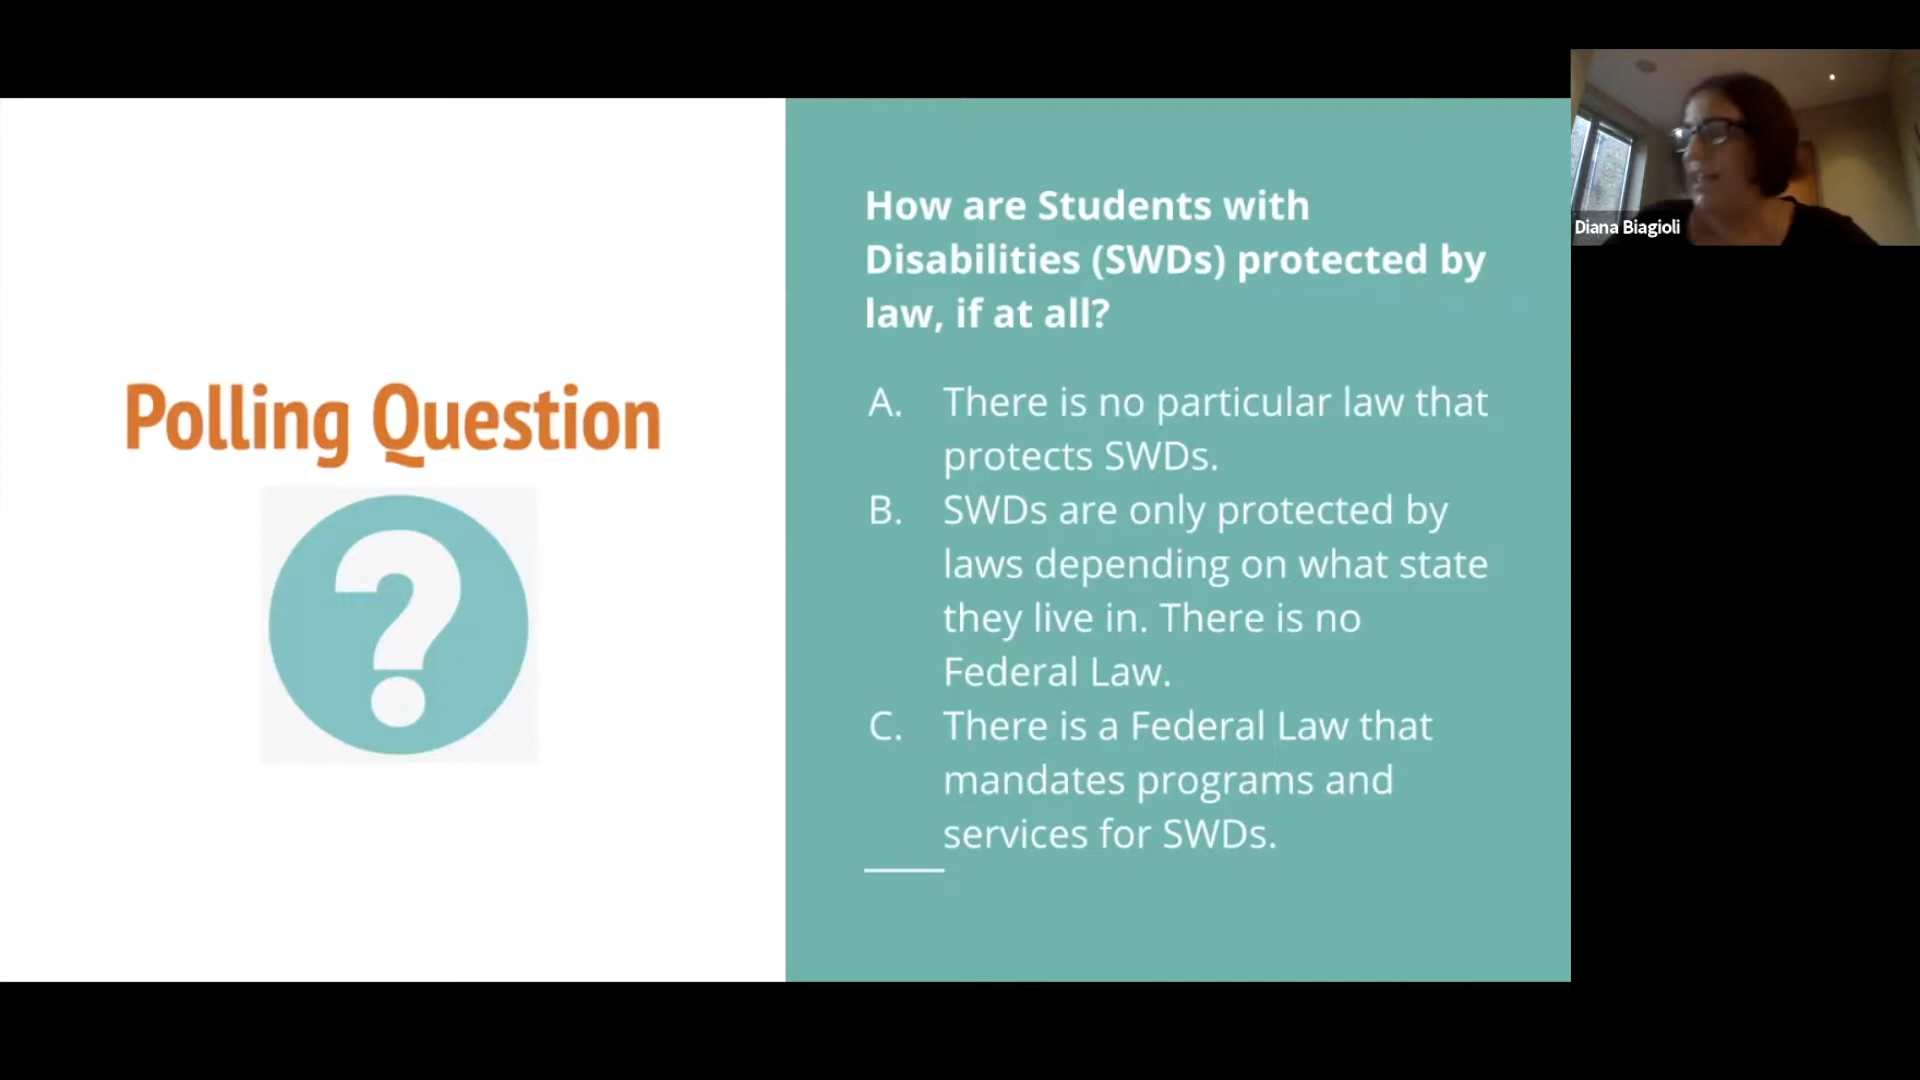 Polling Question
?
How are Students with
Disabilities (SWDs) protected by
law, if at all?
A. There is no particular law that
protects SWDs.
B. SWDs are only protected by
laws depending on what state
they live in. There is no
Federal Law.
C. There is a Federal Law that
mandates programs and
services for SWDs.
Diana Biagioli